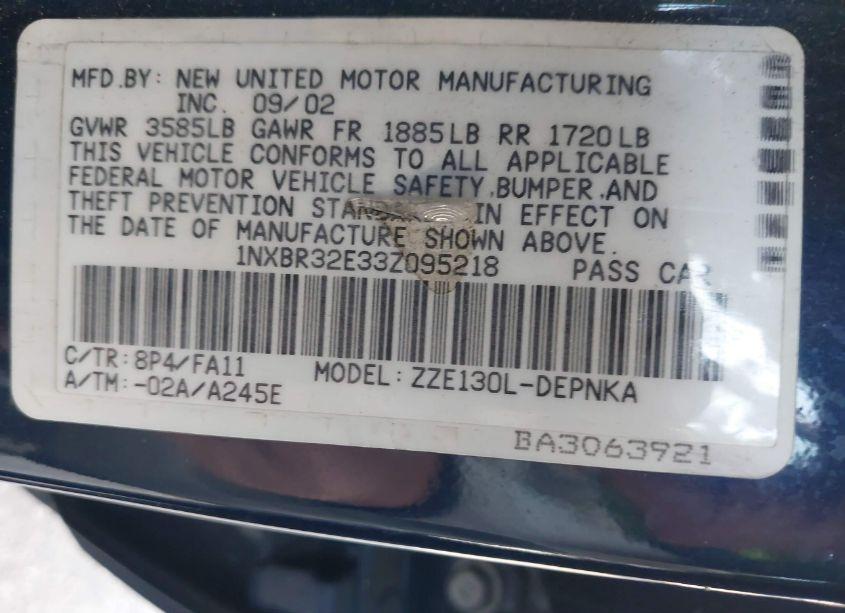 MFD.BY: NEW UNITED MOTOR MANUFACTURING
INC. 09/02
GVWR 3585LB GAWR FR 1885LB RR 1720LB
THIS VEHICLE CONFORMS TO ALL APPLICABLE
FEDERAL MOTOR VEHICLE SAFETY,BUMPER,AND
THEFT PREVENTION STANDARDS IN EFFECT ON
THE DATE OF MANUFACTURE SHOWN ABOVE.
1NXBR32E33Z095218 PASS CAR
C/TR:8P4/FA11
A/TM:-02A/A245E
MODEL:ZZE130L-DEPNKA
BA3063921